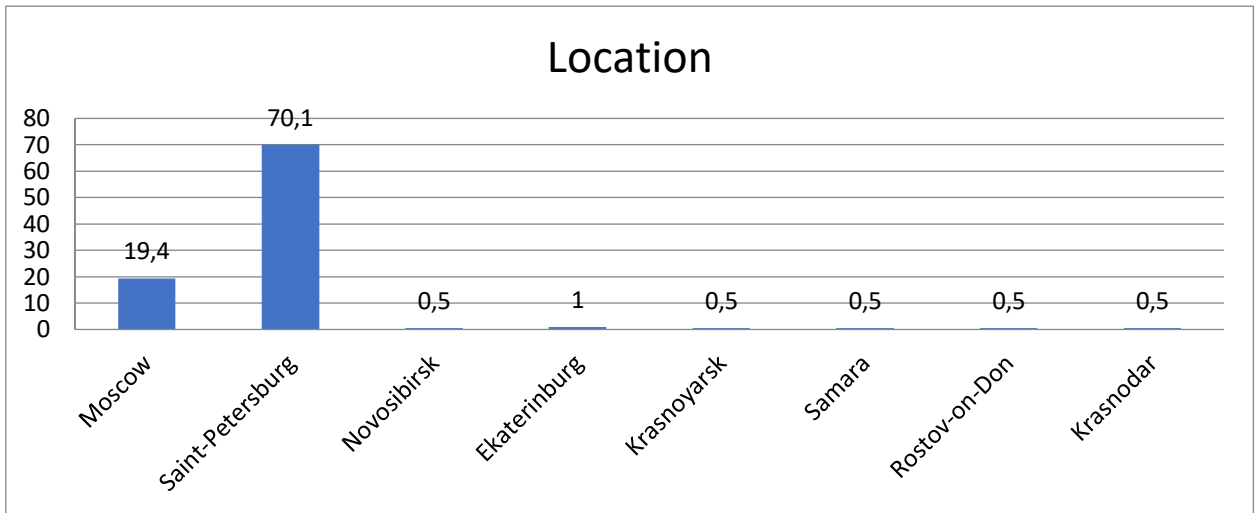 Location
80
70
60
50
40
30
20
10
0
19,4
70,1
0,5
1
0,5
0,5
0,5
0,5
Moscow
Saint-Petersburg
Novosibirsk
Ekaterinburg
Krasnoyarsk
Samara
Rostov-on-Don
Krasnodar